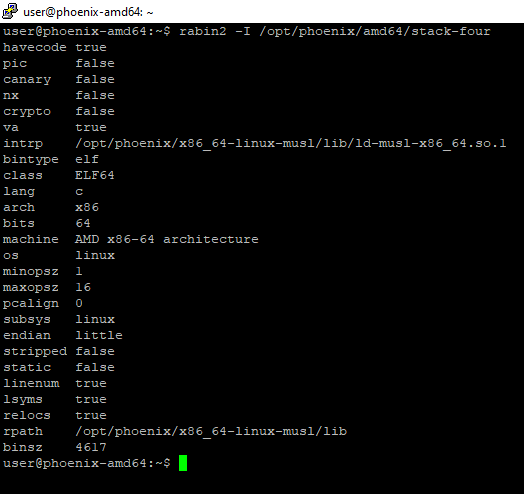 user@phoenix-amd64: ~
user@phoenix-amd64:~$ rabin2 -I /opt/phoenix/amd64/stack-four
havecode true
pic      false
canary   false
nx       false
crypto   false
va       true
intrp    /opt/phoenix/x86_64-linux-musl/lib/ld-musl-x86_64.so.1
bintype  elf
class    ELF64
lang     c
arch     x86
bits     64
machine  AMD x86-64 architecture
os       linux
minopsz  1
maxopsz  16
pcalign  0
subsys   linux
endian   little
stripped false
static   false
linenum  true
lsyms    true
relocs   true
rpath    /opt/phoenix/x86_64-linux-musl/lib
binsz    4617
user@phoenix-amd64:~$